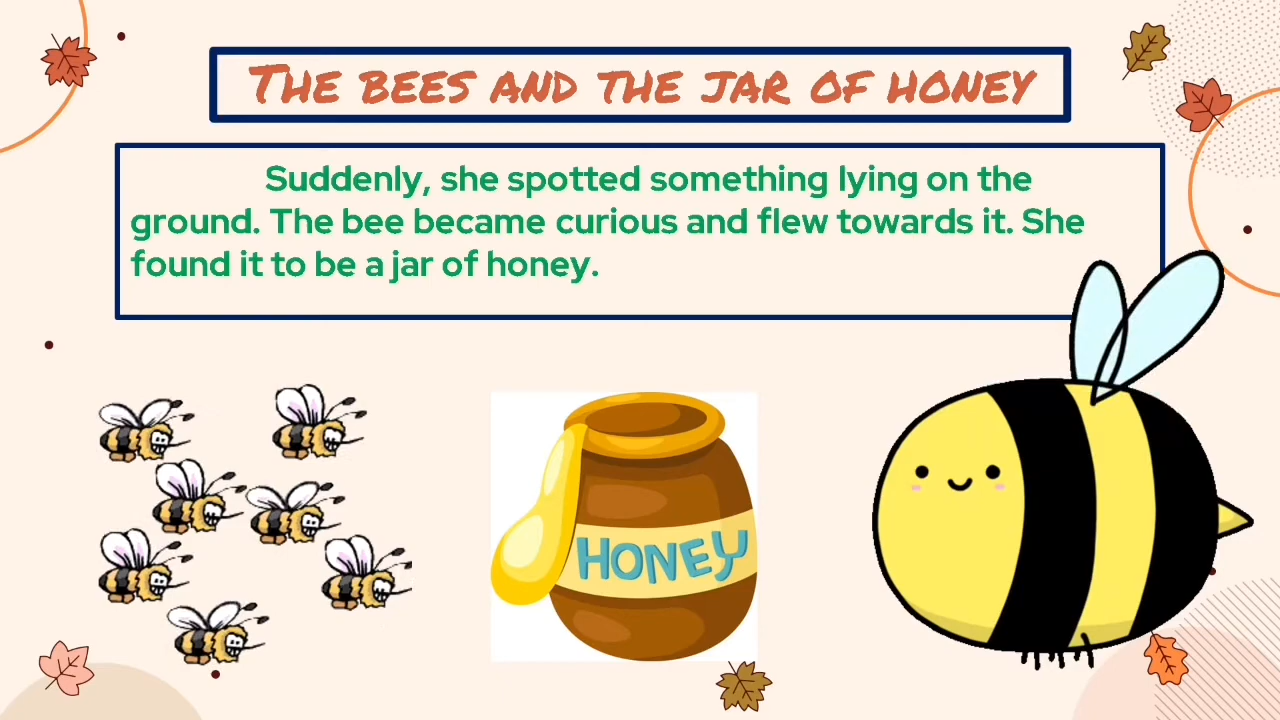 The bees and the jar of honey
Suddenly, she spotted something lying on the
ground. The bee became curious and flew towards it. She
found it to be a jar of honey.
HONEY